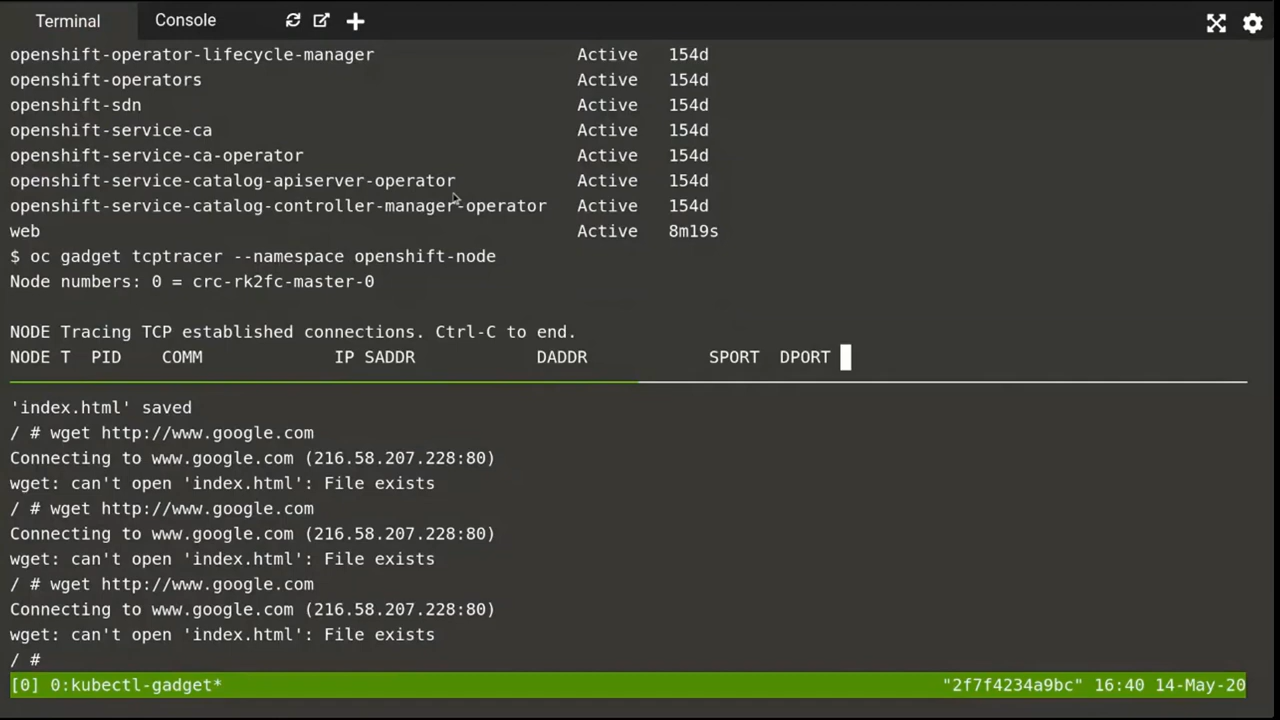 Terminal Console
openshift-operator-lifecycle-manager Active 154d
openshift-operators Active 154d
openshift-sdn Active 154d
openshift-service-ca Active 154d
openshift-service-ca-operator Active 154d
openshift-service-catalog-apiserver-operator Active 154d
openshift-service-catalog-controller-manager-operator Active 154d
web Active 8m19s
$ oc gadget tcptracer --namespace openshift-node
Node numbers: 0 = crc-rk2fc-master-0
NODE Tracing TCP established connections. Ctrl-C to end.
NODE T PID COMM IP SADDR DADDR SPORT DPORT
'index.html' saved
/ # wget http://www.google.com
Connecting to www.google.com (216.58.207.228:80)
wget: can't open 'index.html': File exists
/ # wget http://www.google.com
Connecting to www.google.com (216.58.207.228:80)
wget: can't open 'index.html': File exists
/ # wget http://www.google.com
Connecting to www.google.com (216.58.207.228:80)
wget: can't open 'index.html': File exists
/ #
[0] 0:kubectl-gadget* "2f7f4234a9bc" 16:40 14-May-20